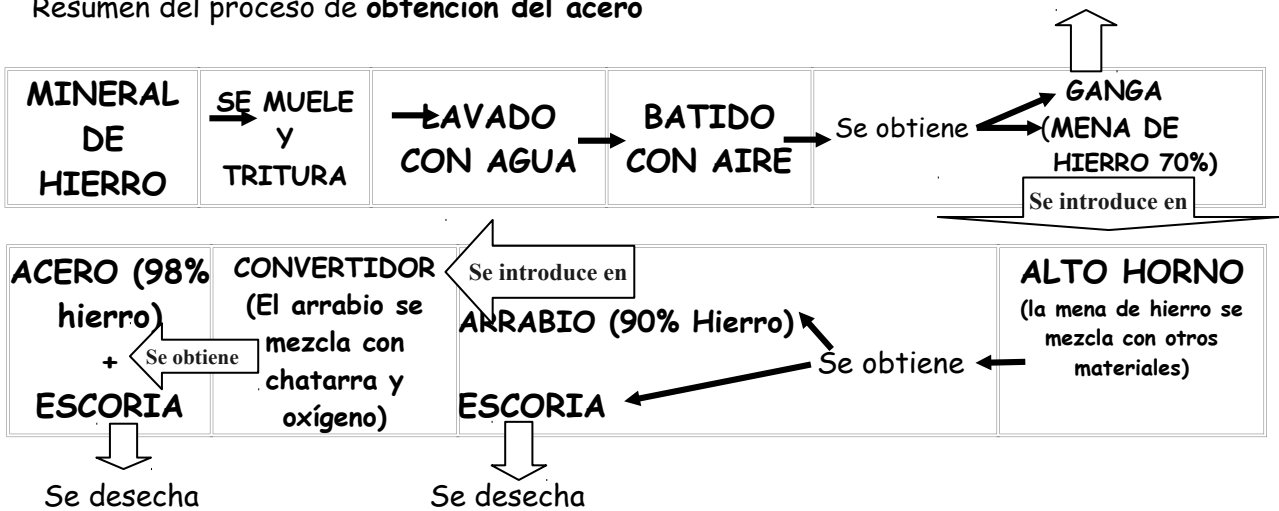 Resumen del proceso de obtención del acero
MINERAL
DE
HIERRO
SE MUELE
Y
TRITURA
LAVADO
CON AGUA
BATIDO
CON AIRE
Se obtiene
GANGA
(MENA DE
HIERRO 70%)
Se introduce en
ALTO HORNO
(la mena de hierro se
mezcla con otros
materiales)
Se obtiene
ARRABIO (90% Hierro)
ESCORIA
Se desecha
Se introduce en
CONVERTIDOR
(El arrabio se
mezcla con
chatarra y
oxígeno)
Se obtiene
ACERO (98%
hierro)
+
ESCORIA
Se desecha